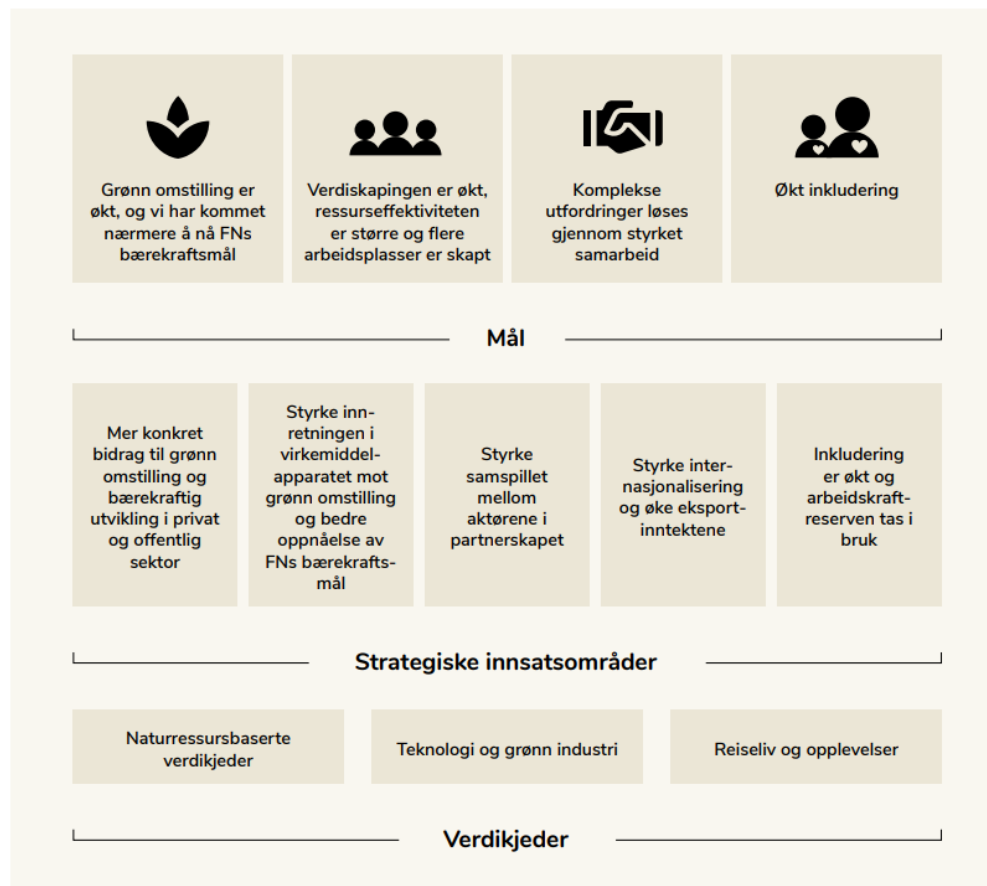 Grønn omstilling er
økt, og vi har kommet
nærmere å nå FNs
bærekraftsmål
Verdiskapingen er økt,
ressurseffektiviteten
er større og flere
arbeidsplasser er skapt
Komplekse
utfordringer løses
gjennom styrket
samarbeid
Økt inkludering
Mål
Mer konkret
bidrag til grønn
omstilling og
bærekraftig
utvikling i privat
og offentlig
sektor
Styrke inn-
retningen i
virkemiddel-
apparatet mot
grønn omstilling
og bedre
oppnåelse av
FNs bærekrafts-
mål
Styrke
samspillet
mellom
aktørene i
partnerskapet
Styrke inter-
nasjonalisering
og øke eksport-
inntektene
Inkludering
er økt og
arbeidskraft-
reserven tas i
bruk
Strategiske innsatsområder
Naturressursbaserte
verdikjeder
Teknologi og grønn industri
Reiseliv og opplevelser
Verdikjeder